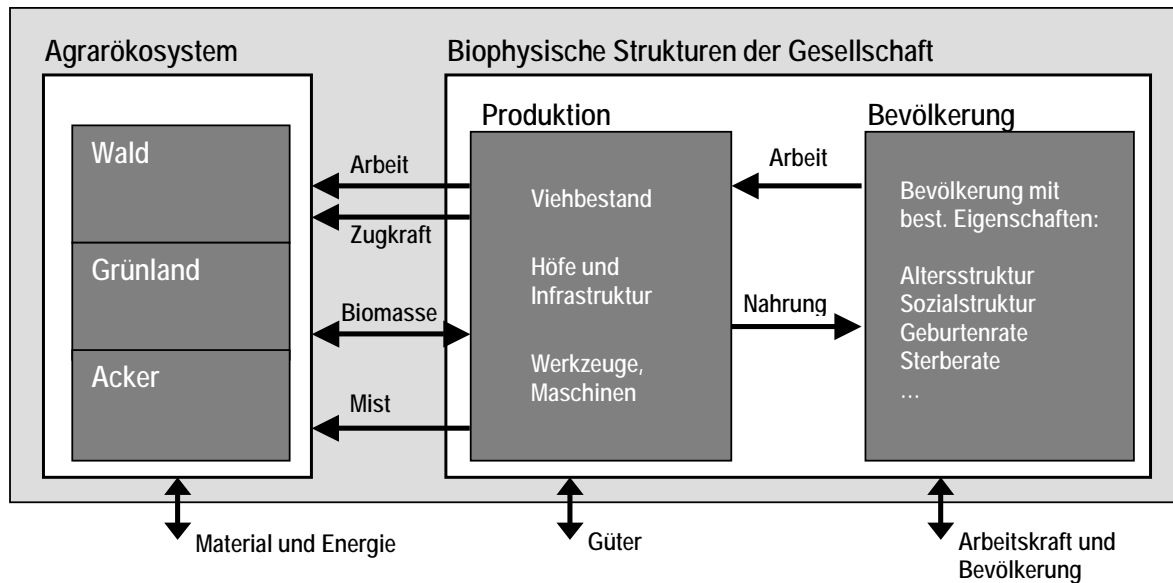 Agrarökosystem
Biophysische Strukturen der Gesellschaft
Wald
Grünland
Acker
Arbeit
Zugkraft
Biomasse
Mist
Produktion
Viehbestand
Höfe und
Infrastruktur
Werkzeuge,
Maschinen
Arbeit
Nahrung
Bevölkerung
Bevölkerung mit
best. Eigenschaften:
Altersstruktur
Sozialstruktur
Geburtenrate
Sterberate
...
Material und Energie
Güter
Arbeitskraft und
Bevölkerung